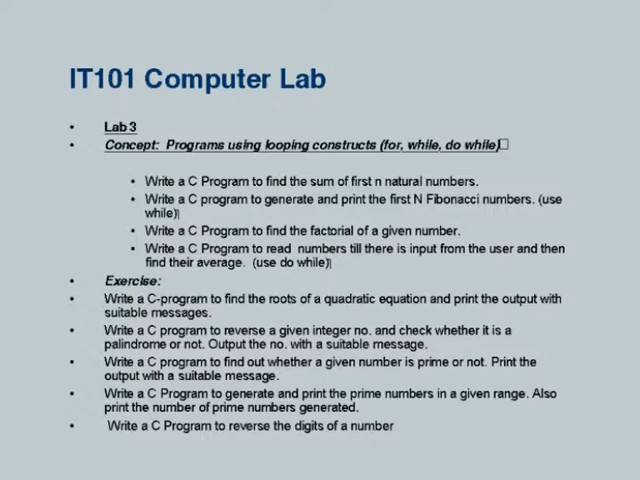 IT101 Computer Lab
• Lab 3
• Concept: Programs using looping constructs (for, while, do while)
• Write a C Program to find the sum of first n natural numbers.
• Write a C program to generate and print the first N Fibonacci numbers. (use
while)
• Write a C Program to find the factorial of a given number.
• Write a C Program to read numbers till there is input from the user and then
find their average. (use do while)
• Exercise:
• Write a C-program to find the roots of a quadratic equation and print the output with
suitable messages.
• Write a C program to reverse a given integer no. and check whether it is a
palindrome or not. Output the no. with a suitable message.
• Write a C program to find out whether a given number is prime or not. Print the
output with a suitable message.
• Write a C Program to generate and print the prime numbers in a given range. Also
print the number of prime numbers generated.
• Write a C Program to reverse the digits of a number